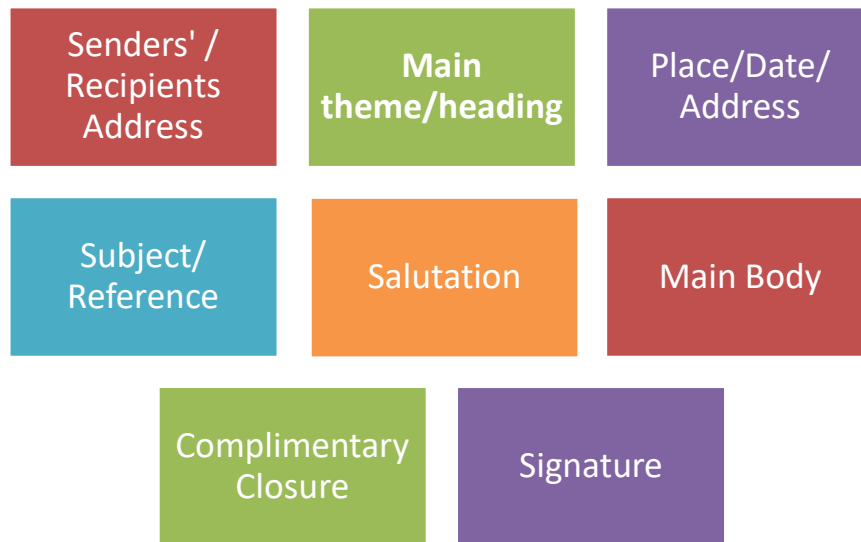 Senders' /
Recipients
Address
Main
theme/heading
Place/Date/
Address
Subject/
Reference
Salutation
Main Body
Complimentary
Closure
Signature